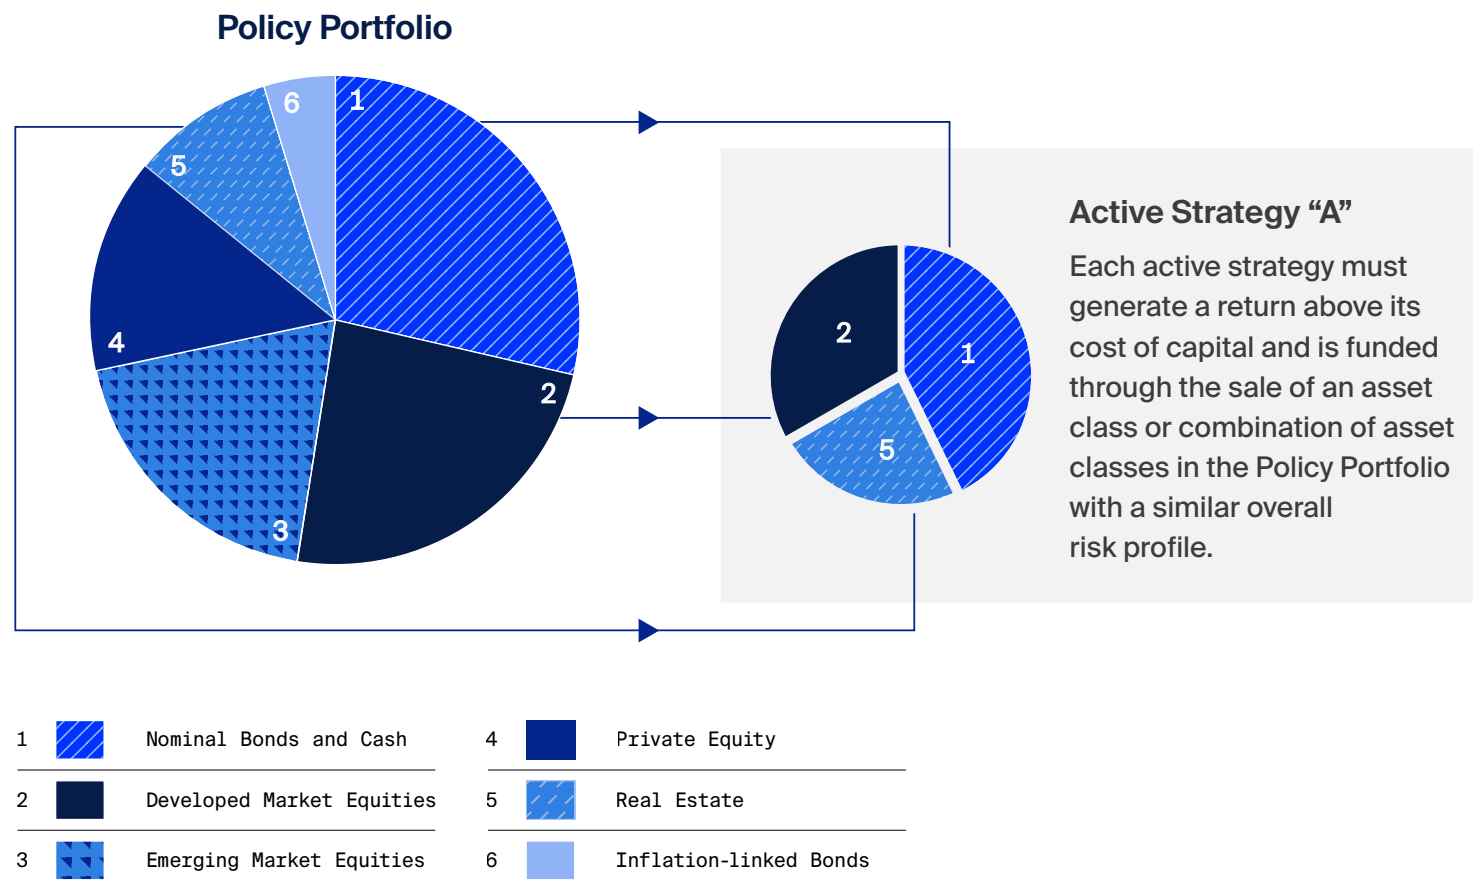 Policy Portfolio
6
1
5
4
2
3
2
1
5
Active Strategy “A”
Each active strategy must
generate a return above its
cost of capital and is funded
through the sale of an asset
class or combination of asset
classes in the Policy Portfolio
with a similar overall
risk profile.
1 Nominal Bonds and Cash
2 Developed Market Equities
3 Emerging Market Equities
4 Private Equity
5 Real Estate
6 Inflation-linked Bonds